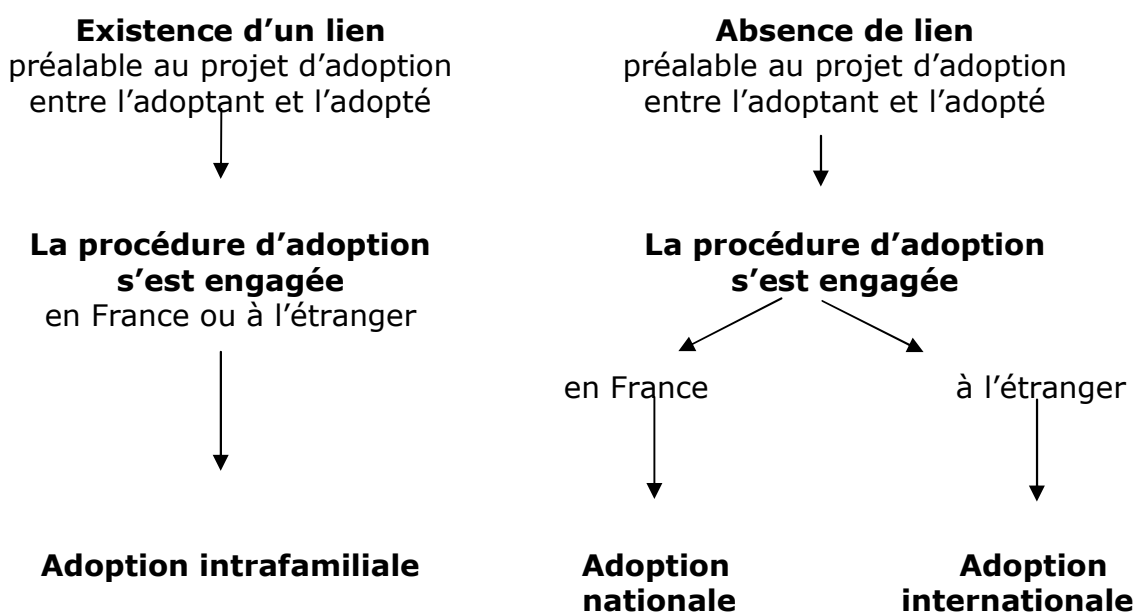 Existence d’un lien
préalable au projet d’adoption
entre l’adoptant et l’adopté
La procédure d’adoption
s’est engagée
en France ou à l’étranger
Adoption intrafamiliale
Absence de lien
préalable au projet d’adoption
entre l’adoptant et l’adopté
La procédure d’adoption
s’est engagée
en France
à l’étranger
Adoption
nationale
Adoption
internationale